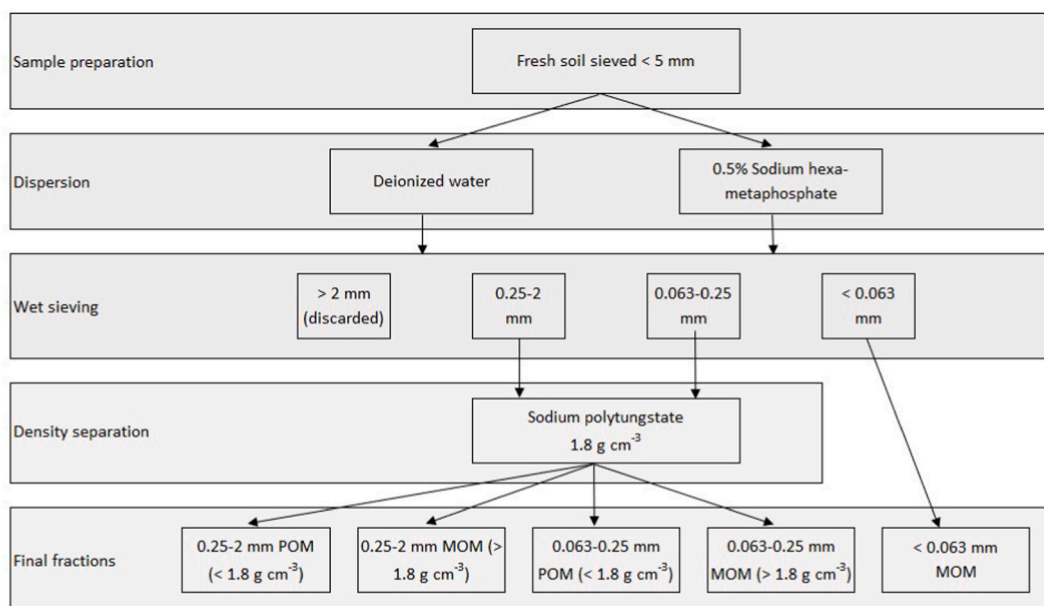 Sample preparation
Fresh soil sieved < 5 mm
Dispersion
Deionized water
0.5% Sodium hexa-
metaphosphate
Wet sieving
> 2 mm
(discarded)
0.25-2
mm
0.063-0.25
mm
< 0.063
mm
Density separation
Sodium polytungstate
1.8 g cm⁻³
Final fractions
0.25-2 mm POM
(< 1.8 g cm⁻³)
0.25-2 mm MOM (>
1.8 g cm⁻³)
0.063-0.25 mm
POM (< 1.8 g cm⁻³)
0.063-0.25 mm
MOM (> 1.8 g cm⁻³)
< 0.063 mm
MOM